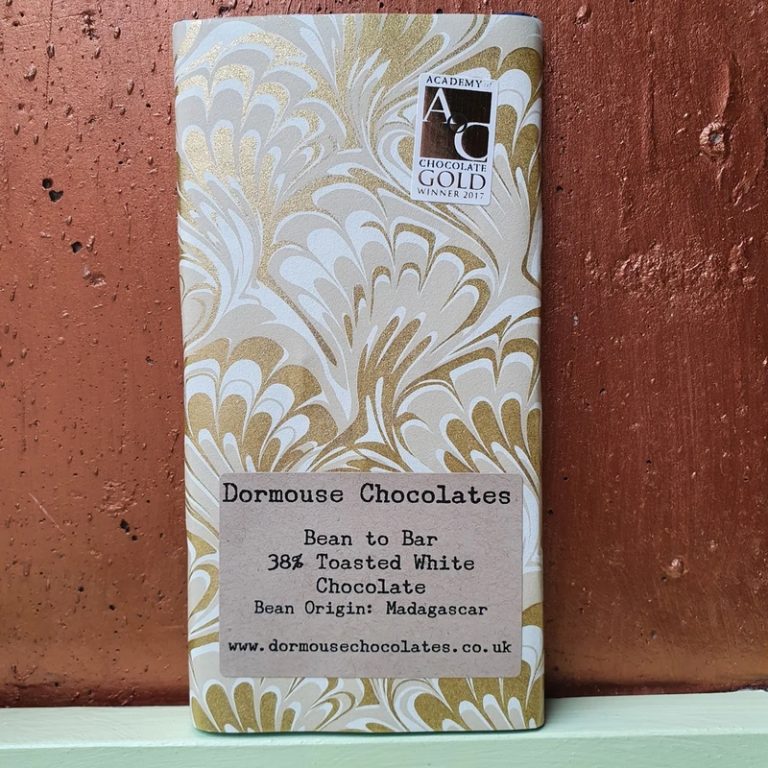 ACADEMY of
AoC
CHOCOLATE
GOLD
WINNER 2017
Dormouse Chocolates
Bean to Bar
38% Toasted White
Chocolate
Bean Origin: Madagascar
www.dormousechocolates.co.uk